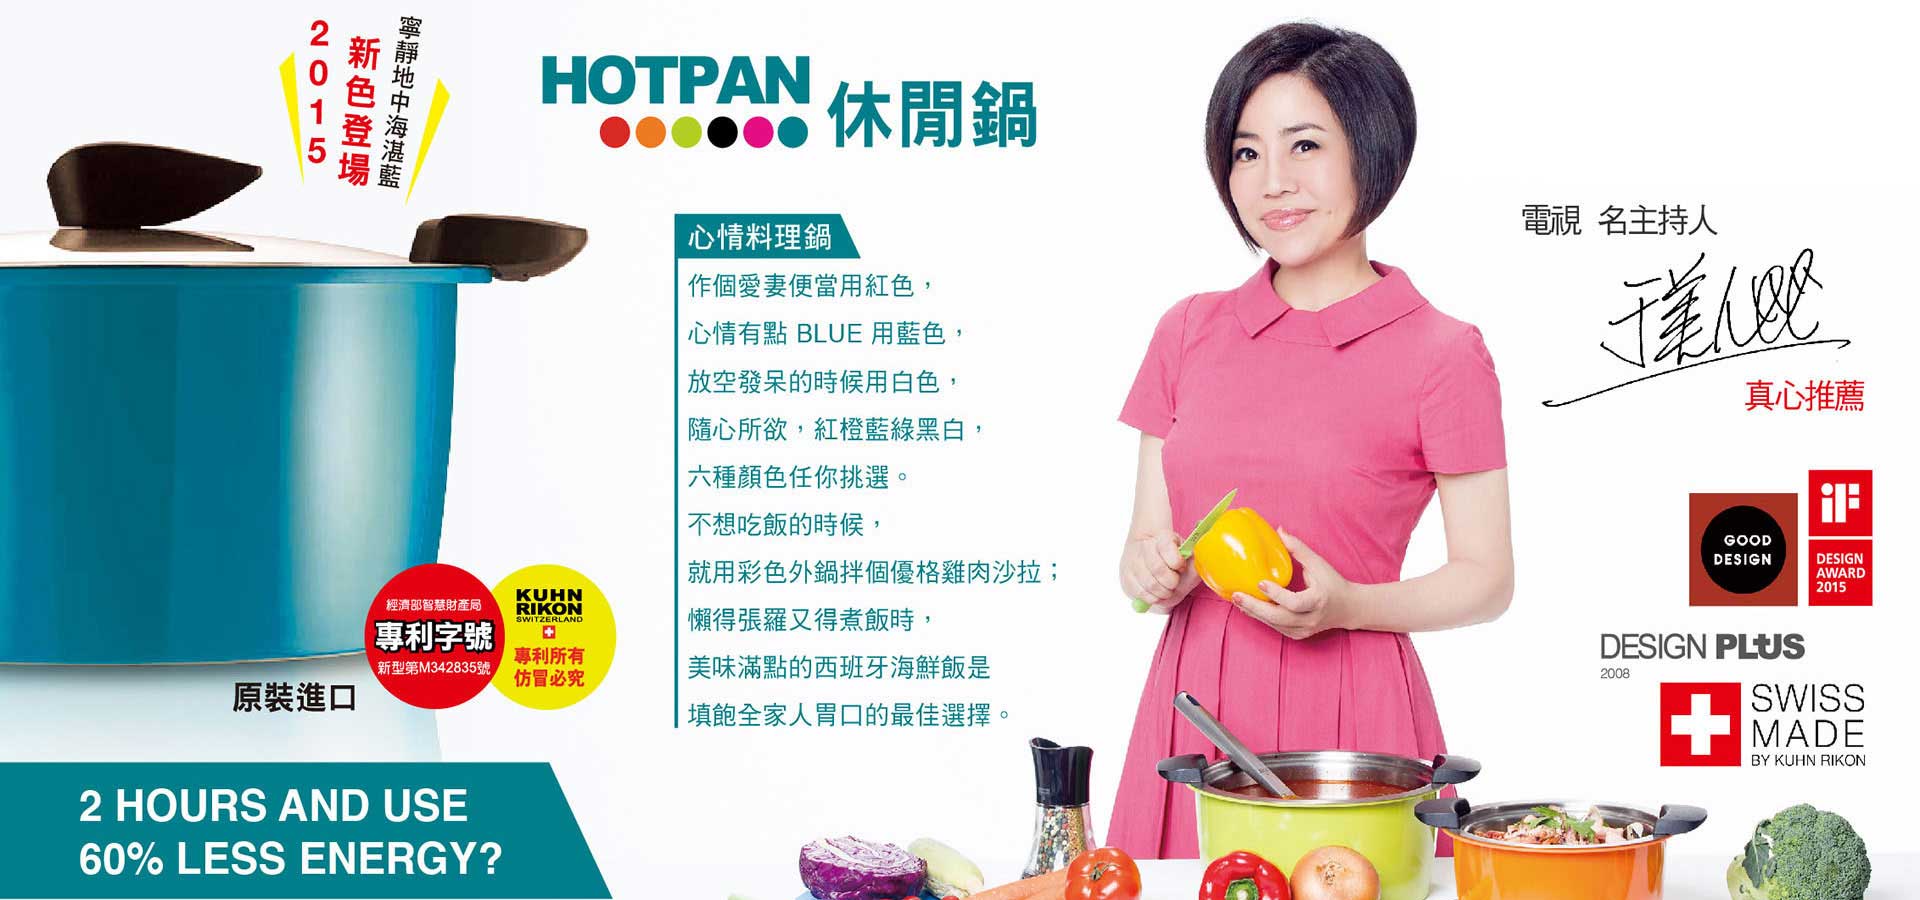 寧靜地中海湛藍
新色登場
2015
HOTPAN
休閒鍋
心情料理鍋
作個愛妻便當用紅色，
心情有點 BLUE 用藍色，
放空發呆的時候用白色，
隨心所欲，紅橙藍綠黑白，
六種顏色任你挑選。
不想吃飯的時候，
就用彩色外鍋拌個優格雞肉沙拉；
懶得張羅又得煮飯時，
美味滿點的西班牙海鮮飯是
填飽全家人胃口的最佳選擇。
電視 名主持人
真心推薦
GOOD
DESIGN
iF
DESIGN
AWARD
2015
DESIGN PLUS
2008
SWISS
MADE
BY KUHN RIKON
經濟部智慧財產局
專利字號
新型第M342835號
KUHN
RIKON
SWITZERLAND
專利所有
仿冒必究
原裝進口
2 HOURS AND USE
60% LESS ENERGY?